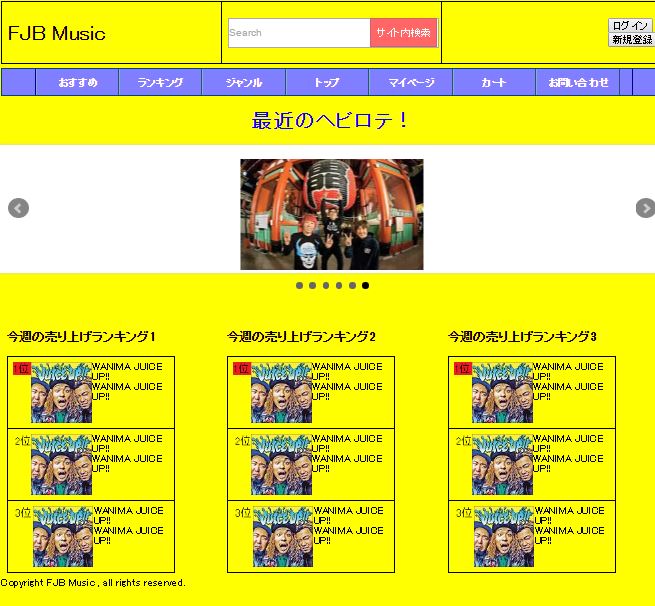 FJB Music
Search サイト内検索
ログイン
新規登録
おすすめ ランキング ジャンル トップ マイページ カート お問い合わせ
最近のヘビロテ！
今週の売り上げランキング1 今週の売り上げランキング2 今週の売り上げランキング3
1位 WANIMA JUICE
UP!!
WANIMA JUICE
UP!!
2位 WANIMA JUICE
UP!!
WANIMA JUICE
UP!!
3位 WANIMA JUICE
UP!!
WANIMA JUICE
UP!!
1位 WANIMA JUICE
UP!!
WANIMA JUICE
UP!!
2位 WANIMA JUICE
UP!!
WANIMA JUICE
UP!!
3位 WANIMA JUICE
UP!!
WANIMA JUICE
UP!!
1位 WANIMA JUICE
UP!!
WANIMA JUICE
UP!!
2位 WANIMA JUICE
UP!!
WANIMA JUICE
UP!!
3位 WANIMA JUICE
UP!!
WANIMA JUICE
UP!!
Copyright FJB Music , all rights reserved.